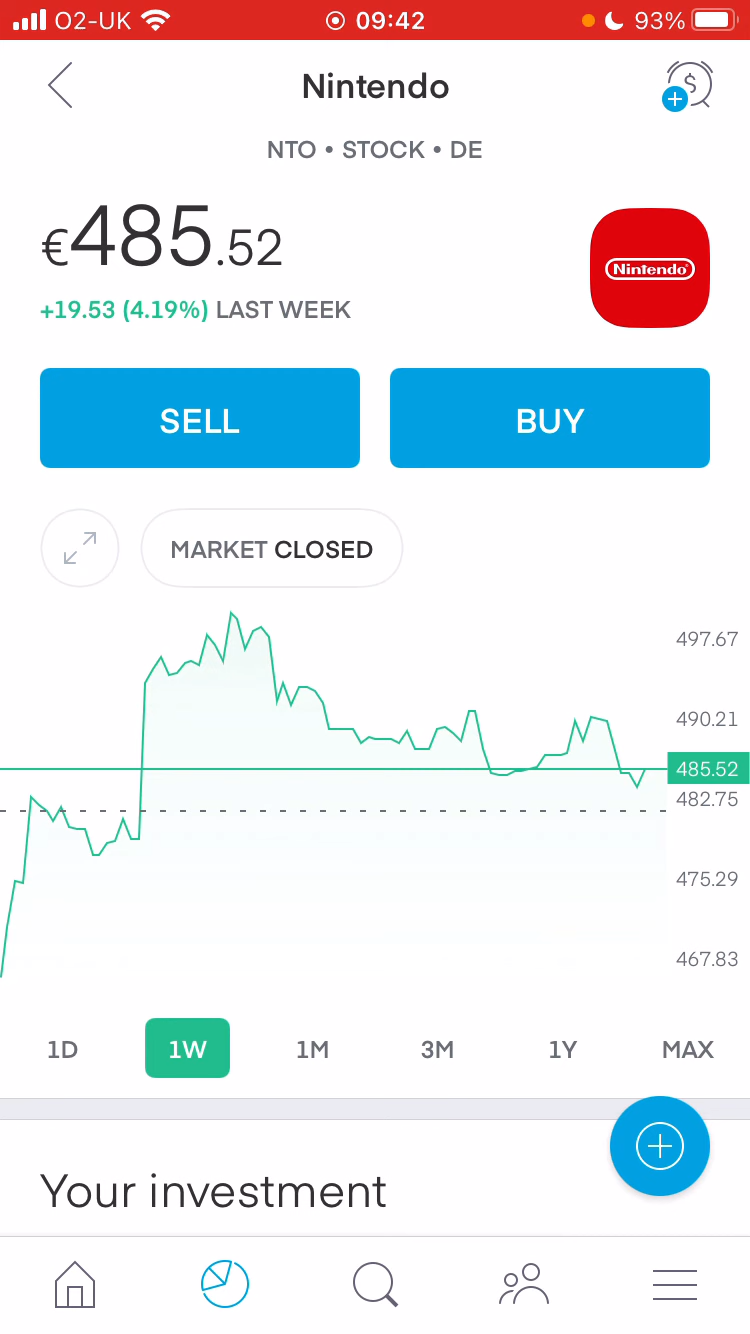 O2-UK 09:42 93%
Nintendo
$
NTO • STOCK • DE
€485.52
Nintendo
+19.53 (4.19%) LAST WEEK
SELL BUY
MARKET CLOSED
497.67
490.21
485.52
482.75
475.29
467.83
1D 1W 1M 3M 1Y MAX
Your investment